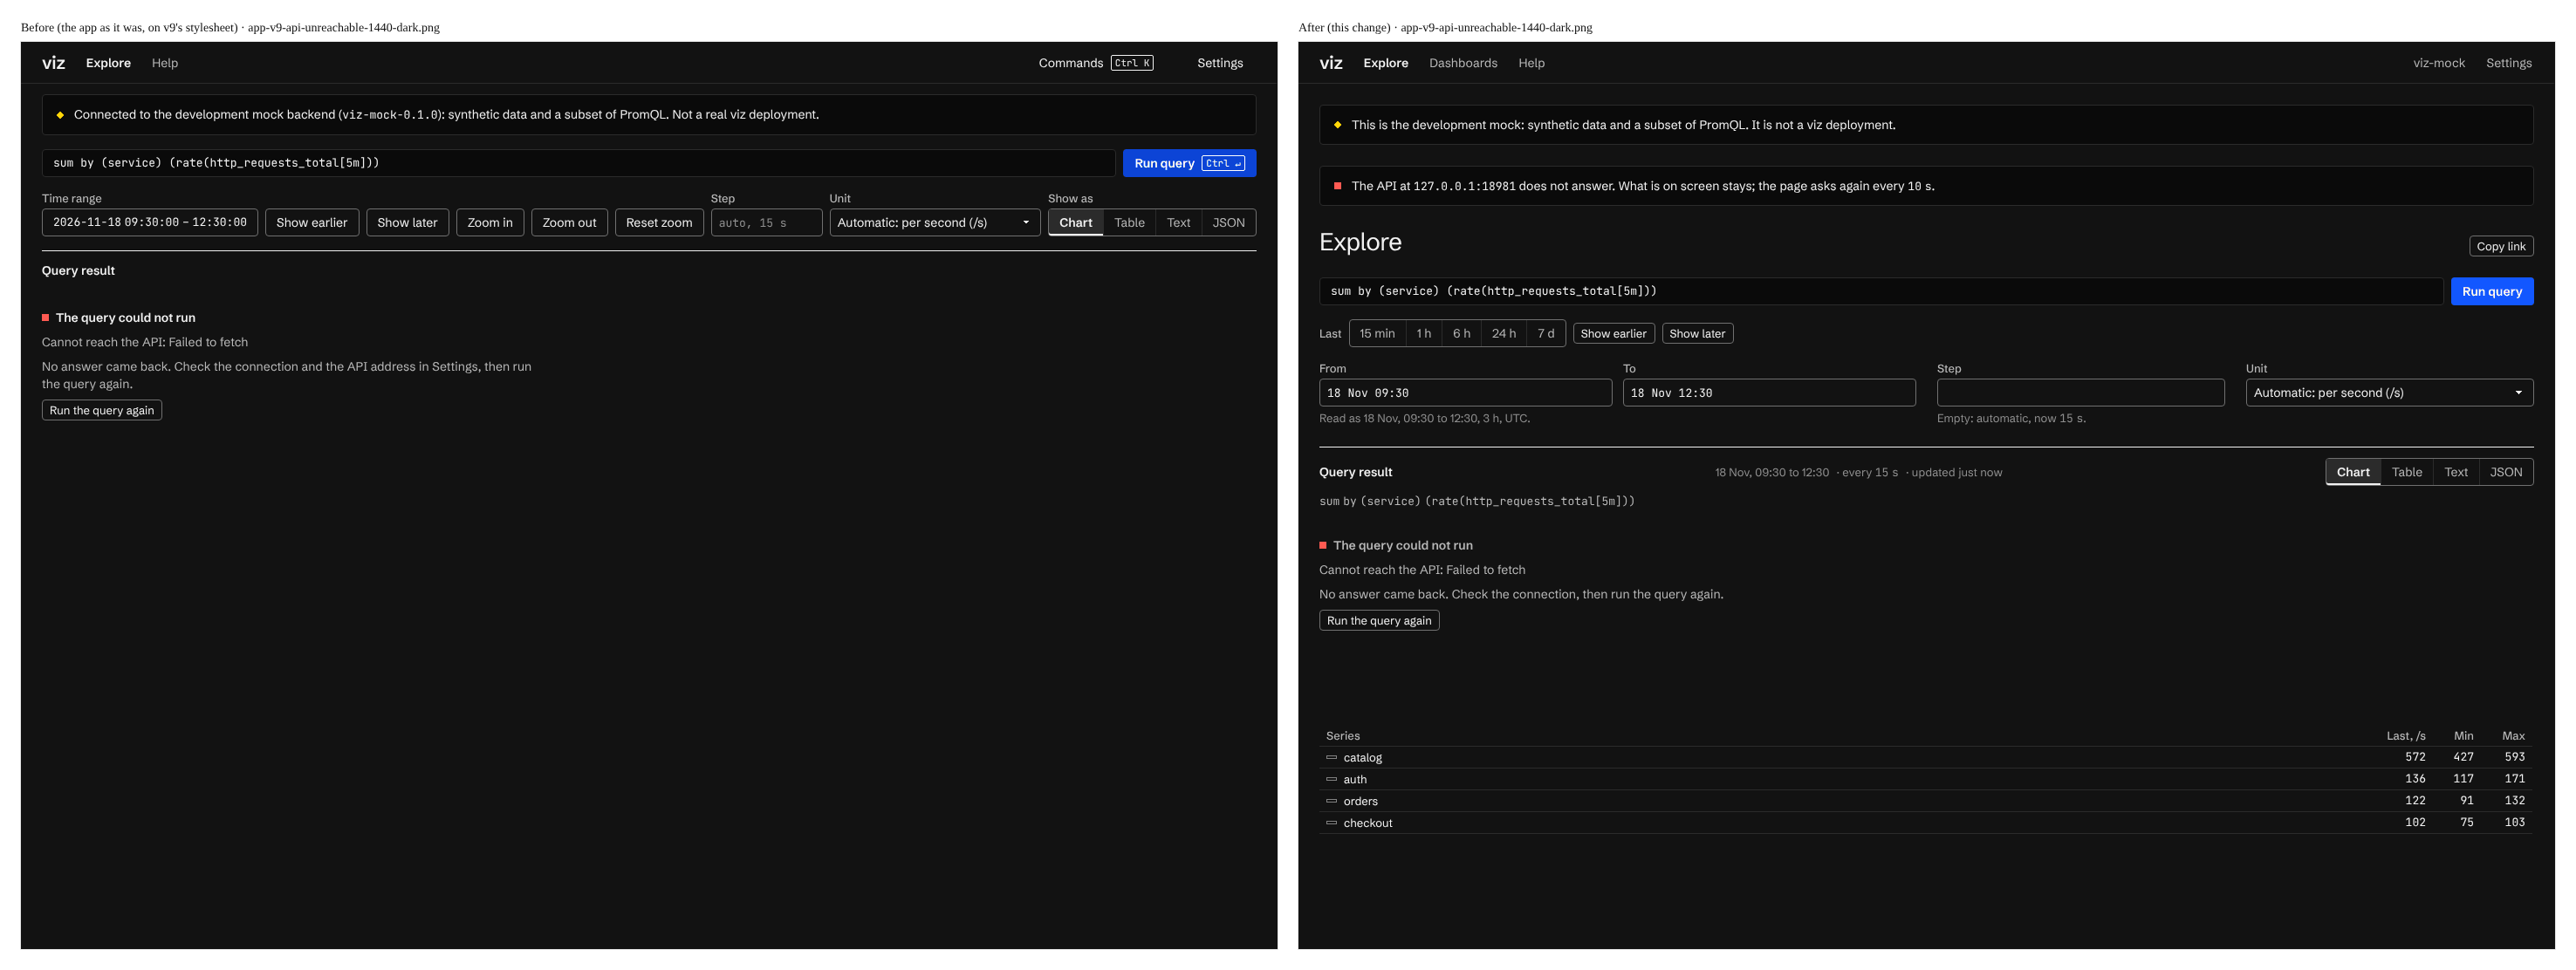 Before (the app as it was, on v9's stylesheet) · app-v9-api-unreachable-1440-dark.png
viz Explore Help Commands Ctrl K Settings
Connected to the development mock backend (viz-mock-0.1.0): synthetic data and a subset of PromQL. Not a real viz deployment.
sum by (service) (rate(http_requests_total[5m])) Run query Ctrl ↵
Time range Step Unit Show as
2026-11-18 09:30:00 – 12:30:00 Show earlier Show later Zoom in Zoom out Reset zoom auto, 15 s Automatic: per second (/s) Chart Table Text JSON
Query result
The query could not run
Cannot reach the API: Failed to fetch
No answer came back. Check the connection and the API address in Settings, then run
the query again.
Run the query again
After (this change) · app-v9-api-unreachable-1440-dark.png
viz Explore Dashboards Help viz-mock Settings
This is the development mock: synthetic data and a subset of PromQL. It is not a viz deployment.
The API at 127.0.0.1:18981 does not answer. What is on screen stays; the page asks again every 10 s.
Explore Copy link
sum by (service) (rate(http_requests_total[5m])) Run query
Last 15 min 1 h 6 h 24 h 7 d Show earlier Show later
From To Step Unit
18 Nov 09:30 18 Nov 12:30 Automatic: per second (/s)
Read as 18 Nov, 09:30 to 12:30, 3 h, UTC. Empty: automatic, now 15 s.
Query result 18 Nov, 09:30 to 12:30 · every 15 s · updated just now Chart Table Text JSON
sum by (service) (rate(http_requests_total[5m]))
The query could not run
Cannot reach the API: Failed to fetch
No answer came back. Check the connection, then run the query again.
Run the query again
Series Last, /s Min Max
catalog 572 427 593
auth 136 117 171
orders 122 91 132
checkout 102 75 103